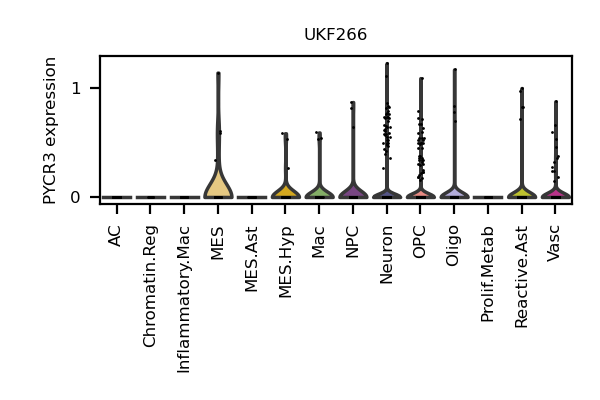 UKF266
PYCR3 expression
1
0
AC
Chromatin.Reg
Inflammatory.Mac
MES
MES.Ast
MES.Hyp
Mac
NPC
Neuron
OPC
Oligo
Prolif.Metab
Reactive.Ast
Vasc